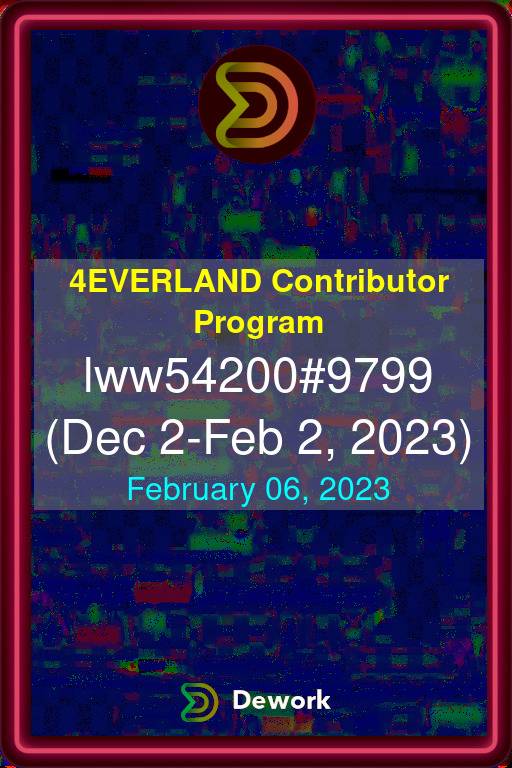 4EVERLAND Contributor
Program
lww54200#9799
(Dec 2-Feb 2, 2023)
February 06, 2023
Dework